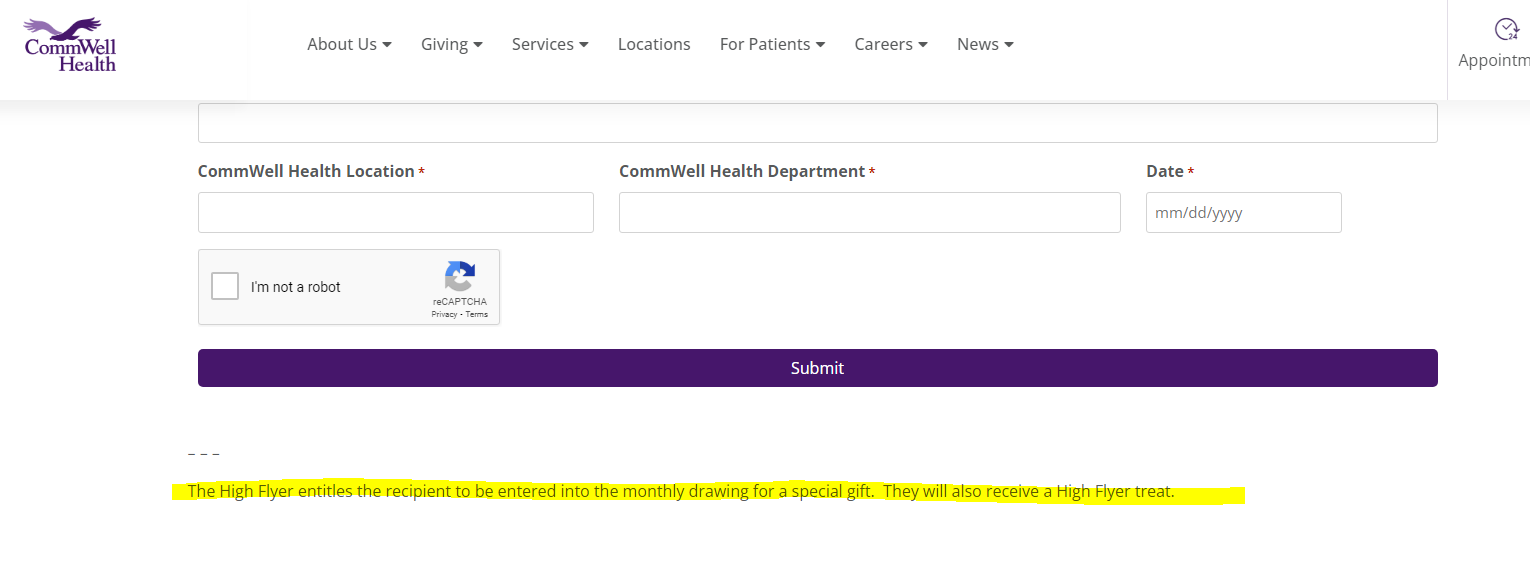 CommWell
Health
About Us Giving Services Locations For Patients Careers News
24
Appointm
CommWell Health Location * CommWell Health Department * Date *
mm/dd/yyyy
I'm not a robot
reCAPTCHA
Privacy - Terms
Submit
– – –
The High Flyer entitles the recipient to be entered into the monthly drawing for a special gift. They will also receive a High Flyer treat.